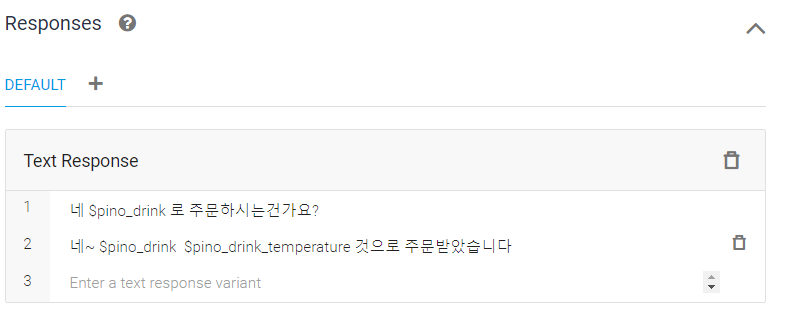 Responses ?
DEFAULT +
Text Response
1 네 $pino_drink 로 주문하시는건가요?
2 네~ $pino_drink $pino_drink_temperature 것으로 주문받았습니다
3 Enter a text response variant